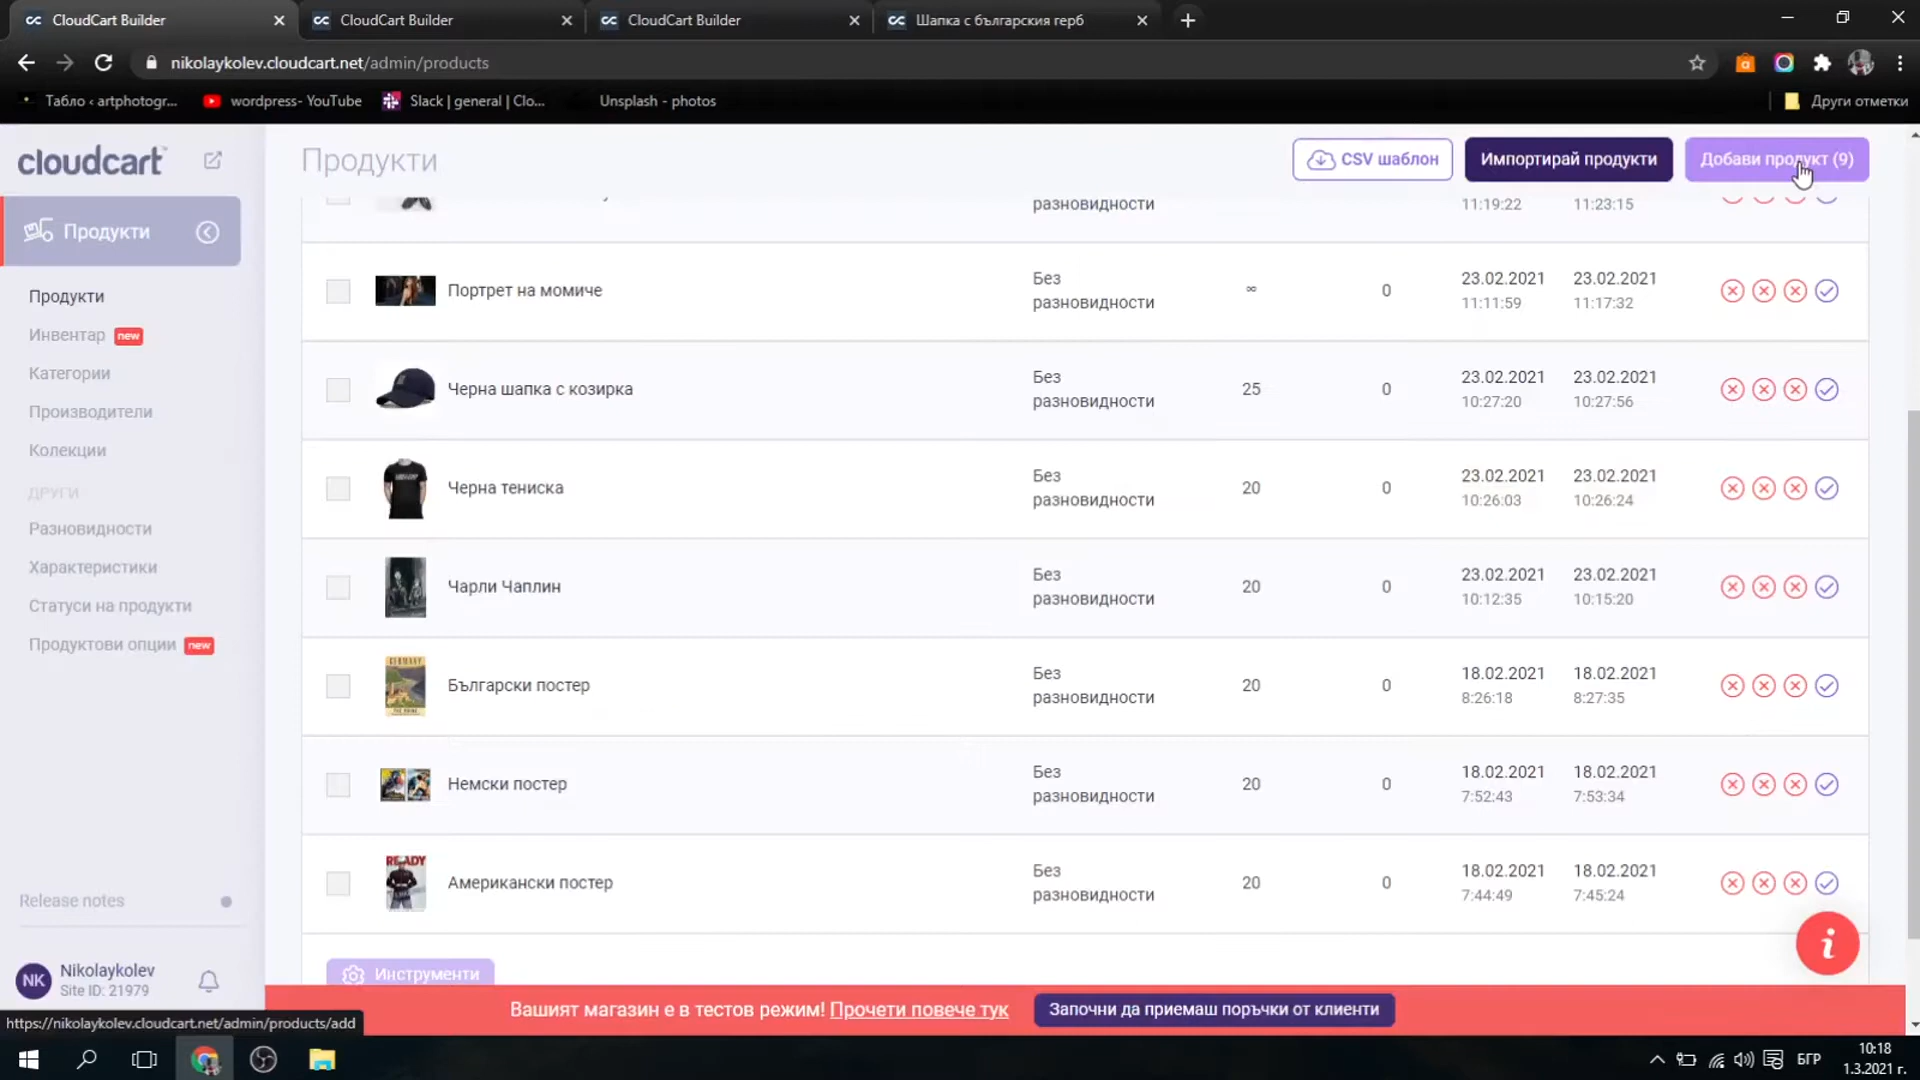 CloudCart Builder
CloudCart Builder
CloudCart Builder
Шапка с българския герб
nikolaykolev.cloudcart.net/admin/products
Табло ‹ artphotogr...
wordpress- YouTube
Slack | general | Clo...
Unsplash - photos
Други отметки
cloudcart
Продукти
Продукти
Инвентар new
Категории
Производители
Колекции
ДРУГИ
Разновидности
Характеристики
Статуси на продукти
Продуктови опции new
Release notes
NK
Nikolaykolev
Site ID: 21979
Продукти
CSV шаблон
Импортирай продукти
Добави продукт (9)
разновидности 11:19:22 11:23:15
Портрет на момиче
Без разновидности ∞ 0 23.02.2021 11:11:59 23.02.2021 11:17:32
Черна шапка с козирка
Без разновидности 25 0 23.02.2021 10:27:20 23.02.2021 10:27:56
Черна тениска
Без разновидности 20 0 23.02.2021 10:26:03 23.02.2021 10:26:24
Чарли Чаплин
Без разновидности 20 0 23.02.2021 10:12:35 23.02.2021 10:15:20
Български постер
Без разновидности 20 0 18.02.2021 8:26:18 18.02.2021 8:27:35
Немски постер
Без разновидности 20 0 18.02.2021 7:52:43 18.02.2021 7:53:34
Американски постер
Без разновидности 20 0 18.02.2021 7:44:49 18.02.2021 7:45:24
Инструменти
i
Вашият магазин е в тестов режим! Прочети повече тук
Започни да приемаш поръчки от клиенти
https://nikolaykolev.cloudcart.net/admin/products/add
БГР
10:18
1.3.2021 г.